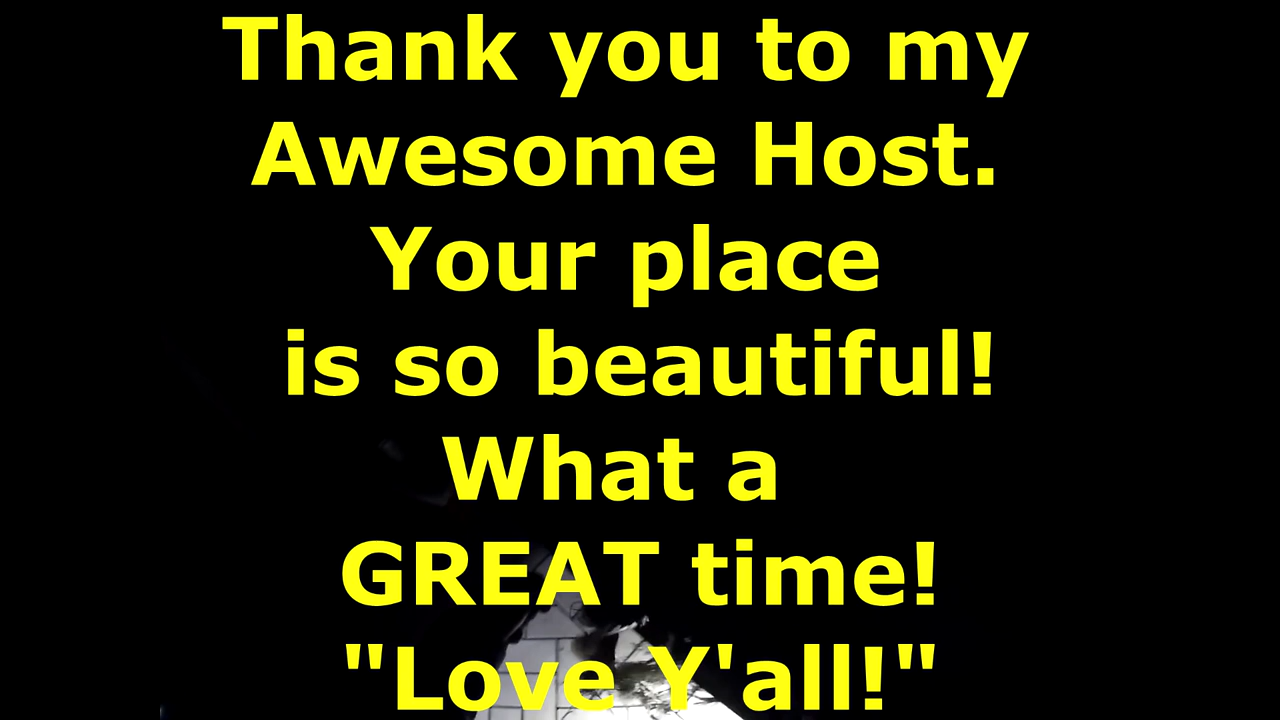 Thank you to my
Awesome Host.
Your place
is so beautiful!
What a
GREAT time!
"Love Y'all!"